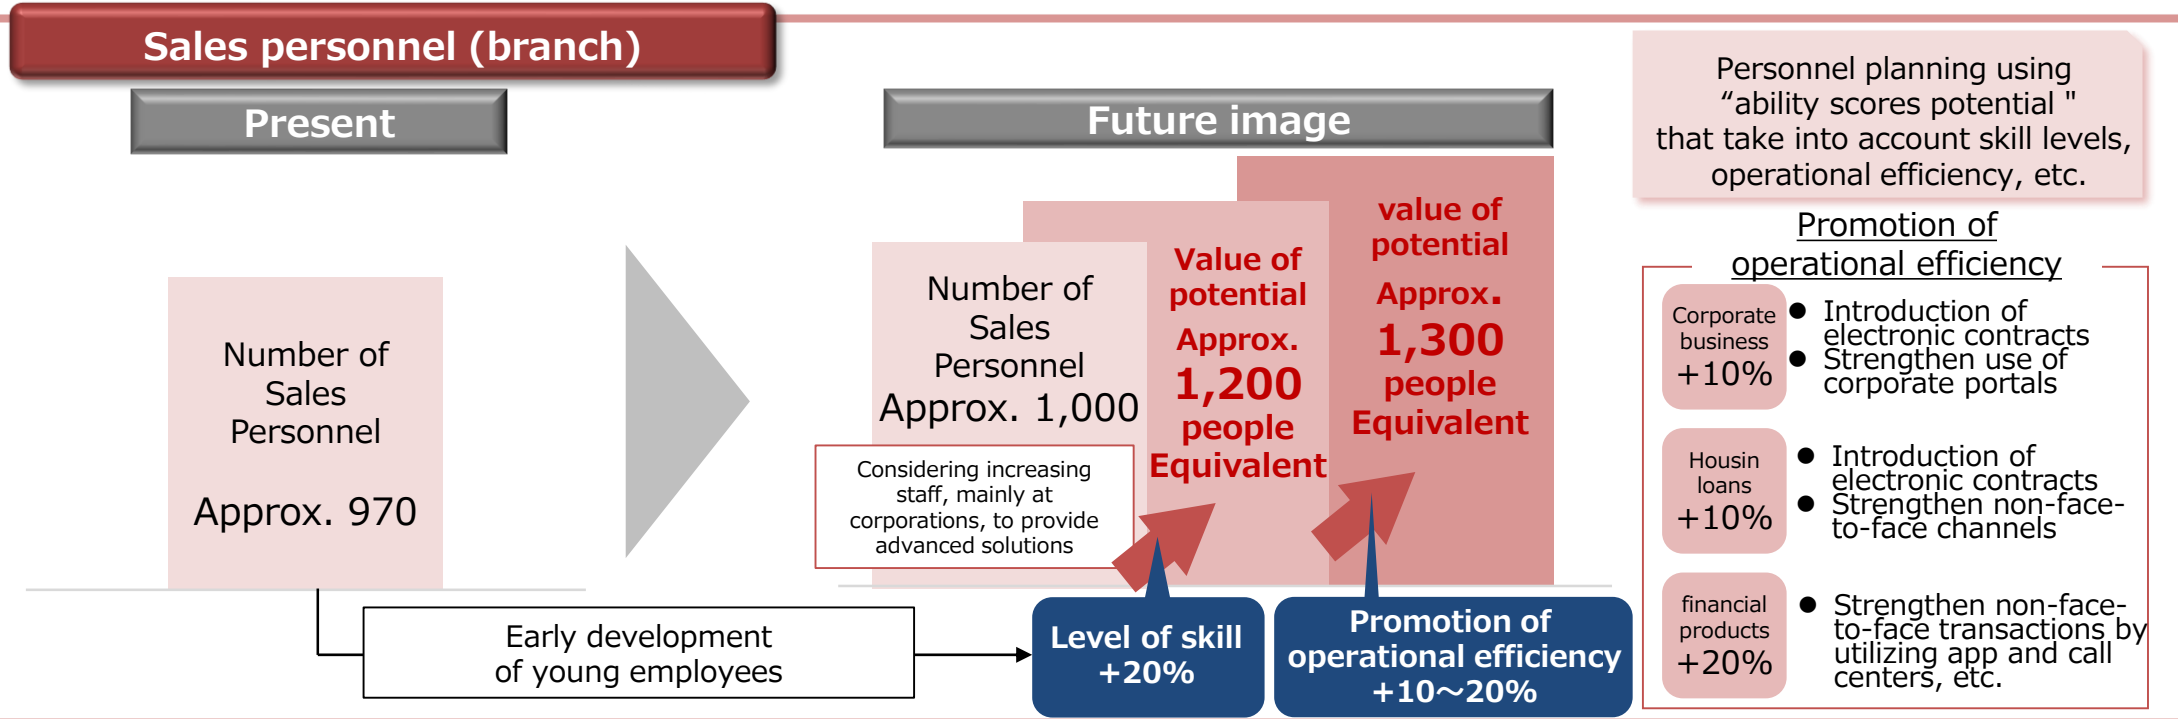 Sales personnel (branch)
Present
Number of
Sales
Personnel
Approx. 970
Early development
of young employees
Future image
Number of
Sales
Personnel
Approx. 1,000
Considering increasing
staff, mainly at
corporations, to provide
advanced solutions
Value of
potential
Approx.
1,200
people
Equivalent
value of
potential
Approx.
1,300
people
Equivalent
Level of skill
+20%
Promotion of
operational efficiency
+10～20%
Personnel planning using
“ability scores potential "
that take into account skill levels,
operational efficiency, etc.
Promotion of
operational efficiency
Corporate
business
+10%
● Introduction of
electronic contracts
● Strengthen use of
corporate portals
Housin
loans
+10%
● Introduction of
electronic contracts
● Strengthen non-face-
to-face channels
financial
products
+20%
● Strengthen non-face-
to-face transactions by
utilizing app and call
centers, etc.